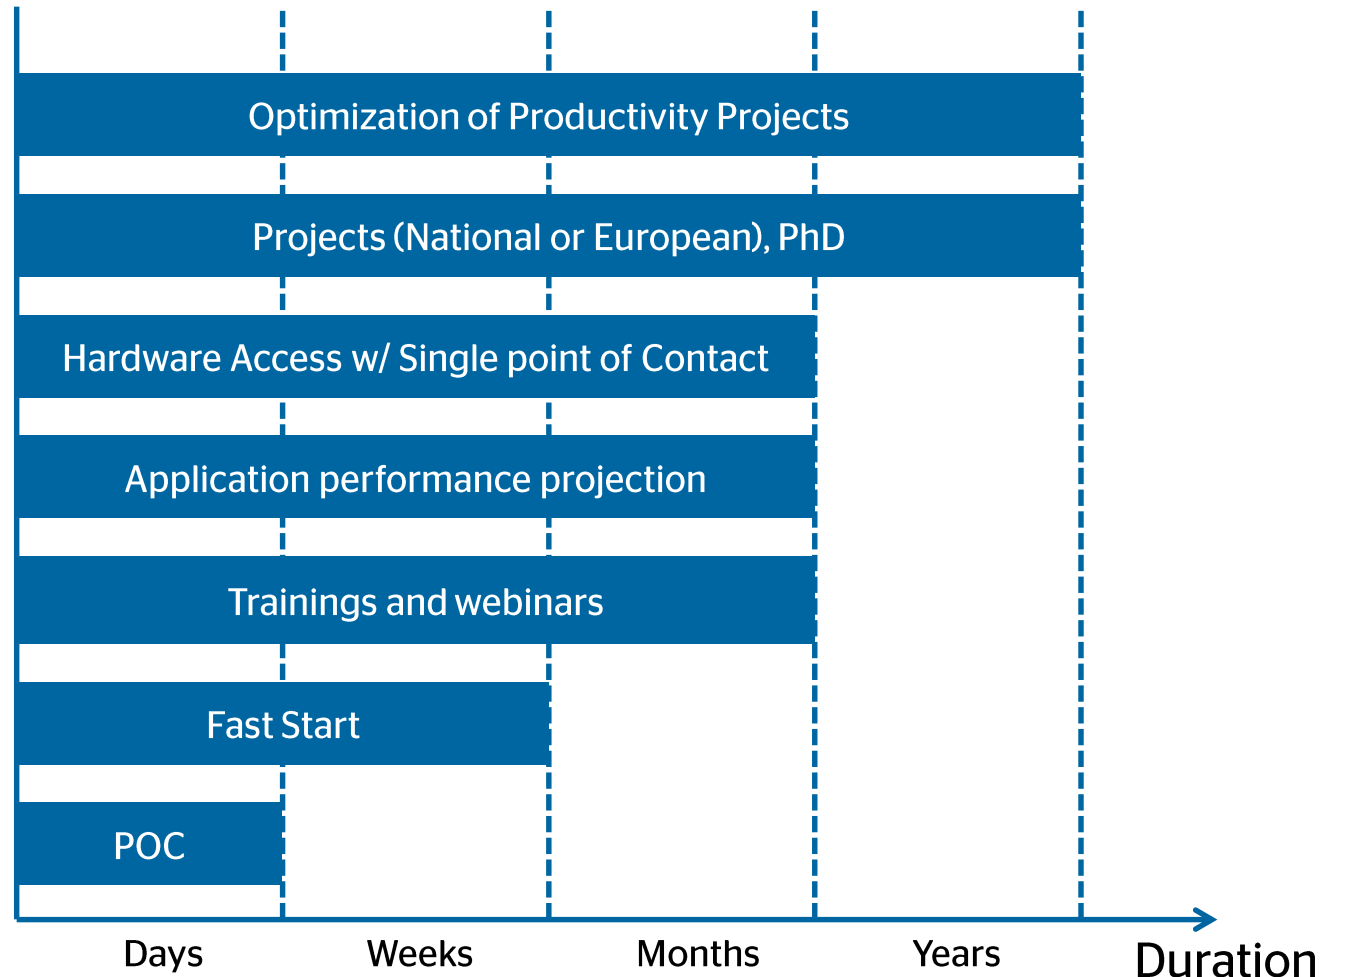 Optimization of Productivity Projects
Projects (National or European), PhD
Hardware Access w/ Single point of Contact
Application performance projection
Trainings and webinars
Fast Start
POC
Days Weeks Months Years Duration